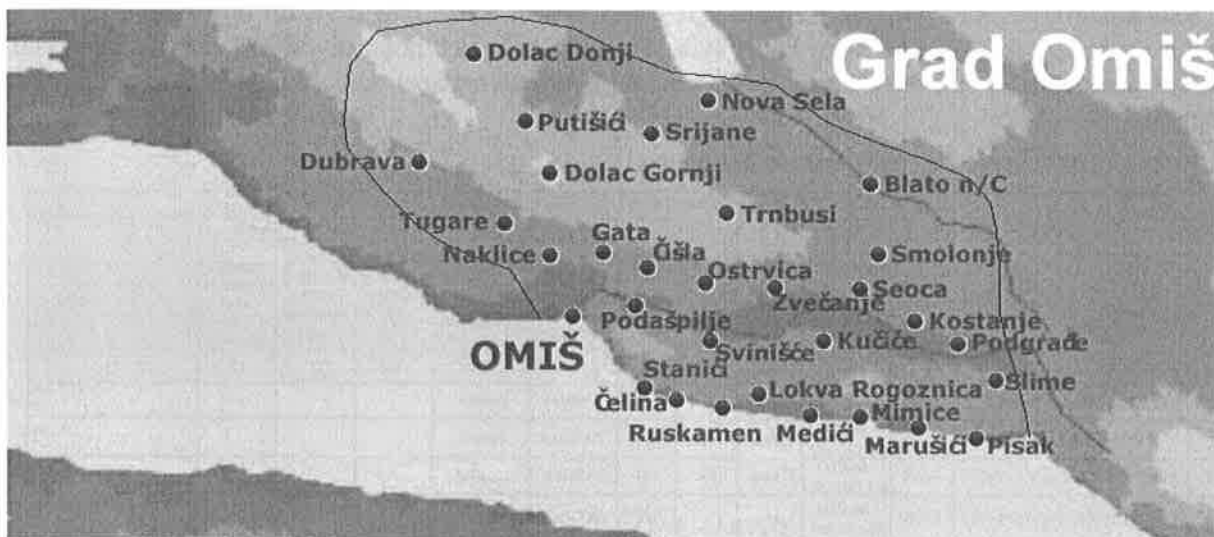 Grad Omiš
Dolac Donji
Nova Sela
Putišići
Srijane
Dubrava
Dolac Gornji
Blato n/C
Trnbusi
Tugare
Gata
Naklice
Čišla
Smolonje
Ostrvica
Zvečanje
Seoca
Podašpilje
Kostanje
OMIŠ
Svinišće
Kučiće
Podgrađe
Stanići
Slime
Lokva Rogoznica
Čelina
Ruskamen
Medići
Mimice
Marušići
Pisak